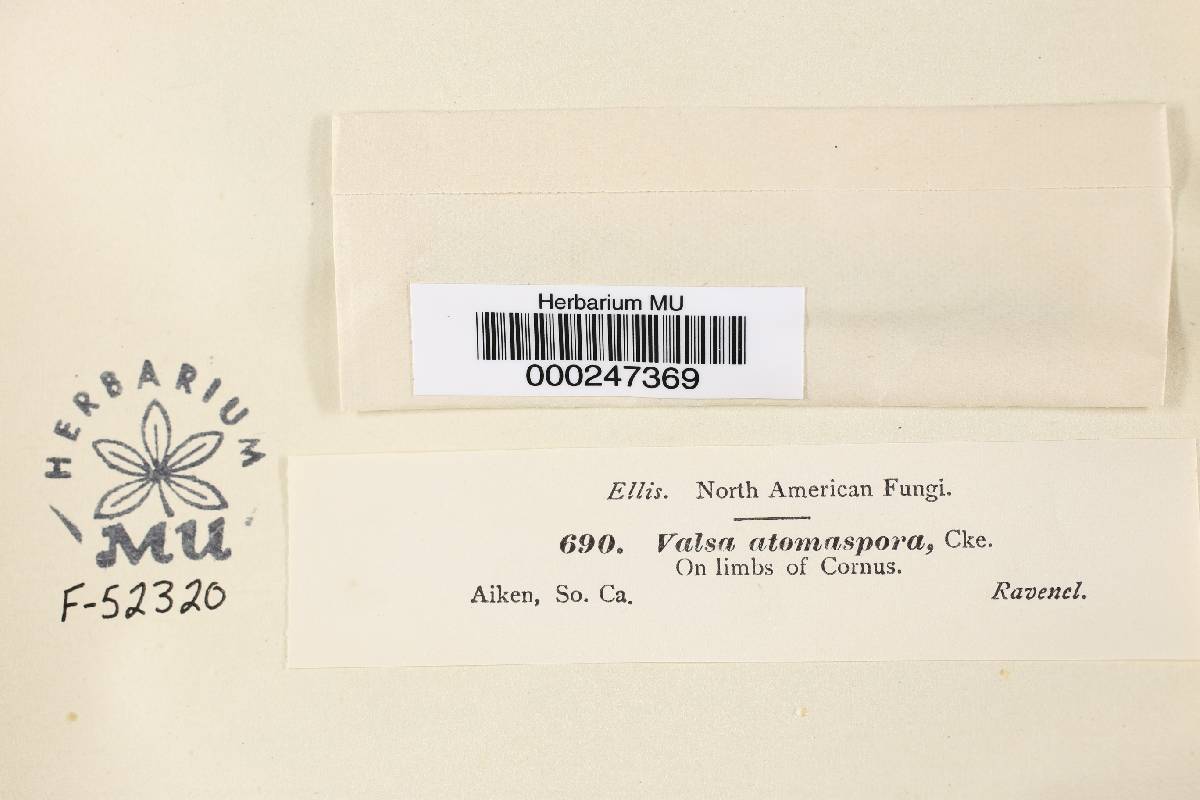 Herbarium MU
000247369
HERBARIUM
MU
F-52320
Ellis. North American Fungi.
690. Valsa atomaspora, Cke.
On limbs of Cornus.
Aiken, So. Ca. Ravenel.